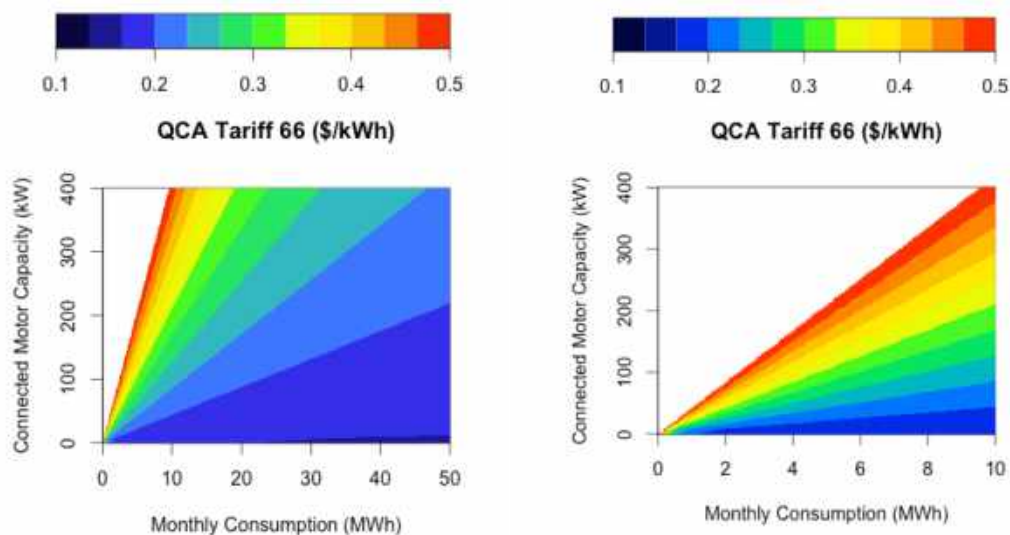 0.1 0.2 0.3 0.4 0.5
QCA Tariff 66 ($/kWh)
Connected Motor Capacity (kW)
400
300
200
100
0
0 10 20 30 40 50
Monthly Consumption (MWh)
0.1 0.2 0.3 0.4 0.5
QCA Tariff 66 ($/kWh)
Connected Motor Capacity (kW)
400
300
200
100
0
0 2 4 6 8 10
Monthly Consumption (MWh)